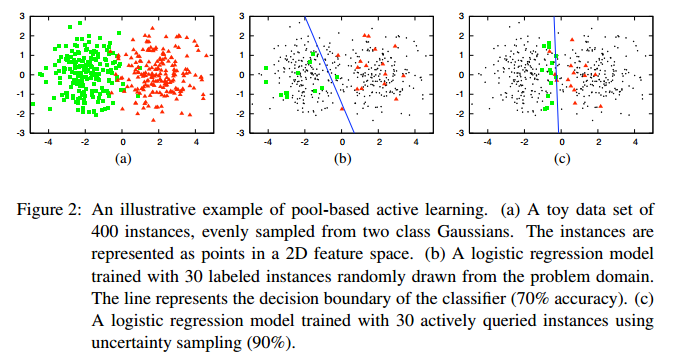 3
2
1
0
-1
-2
-3
-4 -2 0 2 4
(a)
3
2
1
0
-1
-2
-3
-4 -2 0 2 4
(b)
3
2
1
0
-1
-2
-3
-4 -2 0 2 4
(c)
Figure 2: An illustrative example of pool-based active learning. (a) A toy data set of
400 instances, evenly sampled from two class Gaussians. The instances are
represented as points in a 2D feature space. (b) A logistic regression model
trained with 30 labeled instances randomly drawn from the problem domain.
The line represents the decision boundary of the classifier (70% accuracy). (c)
A logistic regression model trained with 30 actively queried instances using
uncertainty sampling (90%).